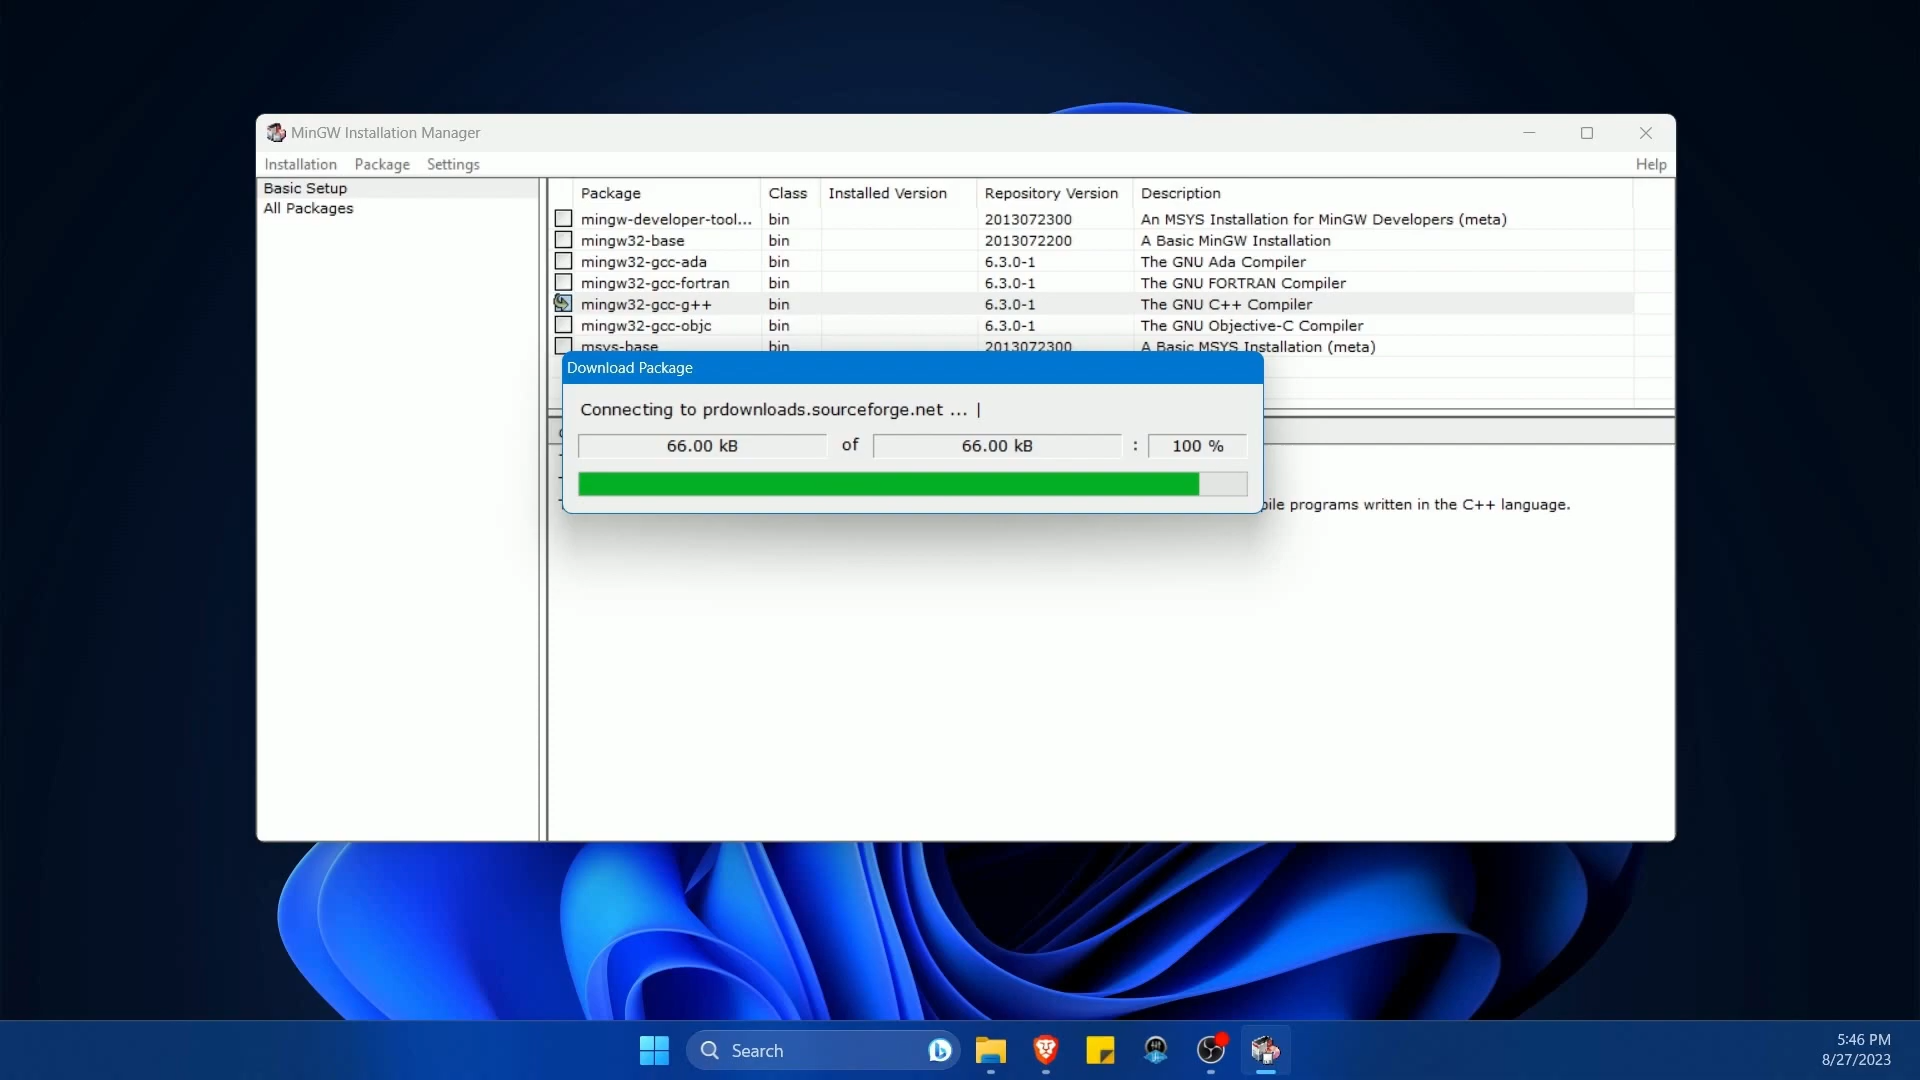 MinGW Installation Manager
Installation Package Settings Help
Basic Setup
All Packages
Package Class Installed Version Repository Version Description
mingw-developer-tool... bin 2013072300 An MSYS Installation for MinGW Developers (meta)
mingw32-base bin 2013072200 A Basic MinGW Installation
mingw32-gcc-ada bin 6.3.0-1 The GNU Ada Compiler
mingw32-gcc-fortran bin 6.3.0-1 The GNU FORTRAN Compiler
mingw32-gcc-g++ bin 6.3.0-1 The GNU C++ Compiler
mingw32-gcc-objc bin 6.3.0-1 The GNU Objective-C Compiler
msys-base bin 2013072300 A Basic MSYS Installation (meta)
Download Package
Connecting to prdownloads.sourceforge.net ... |
66.00 kB of 66.00 kB : 100 %
pile programs written in the C++ language.
Search
5:46 PM
8/27/2023